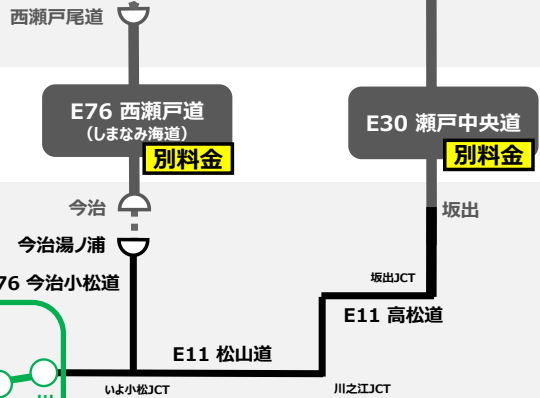 西瀬戸尾道
E76 西瀬戸道
(しまなみ海道)
別料金
E30 瀬戸中央道
別料金
今治
坂出
今治湯ノ浦
76 今治小松道
坂出JCT
E11 高松道
E11 松山道
いよ小松JCT
川之江JCT